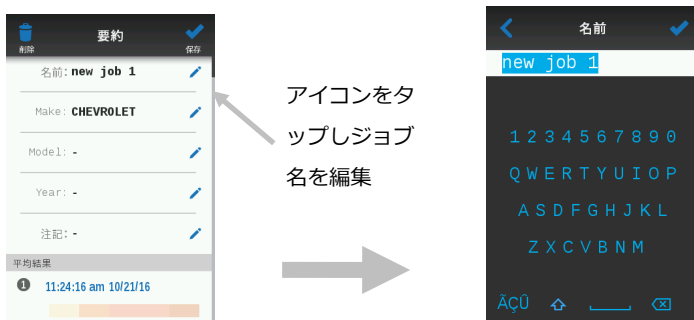 要約
削除
保存
名前: new job 1
Make: CHEVROLET
Model: -
Year: -
注記: -
平均結果
1 11:24:16 am 10/21/16
アイコンをタ
ップしジョブ
名を編集
名前
new job 1
1 2 3 4 5 6 7 8 9 0
Q W E R T Y U I O P
A S D F G H J K L
Z X C V B N M
ÃÇÛ